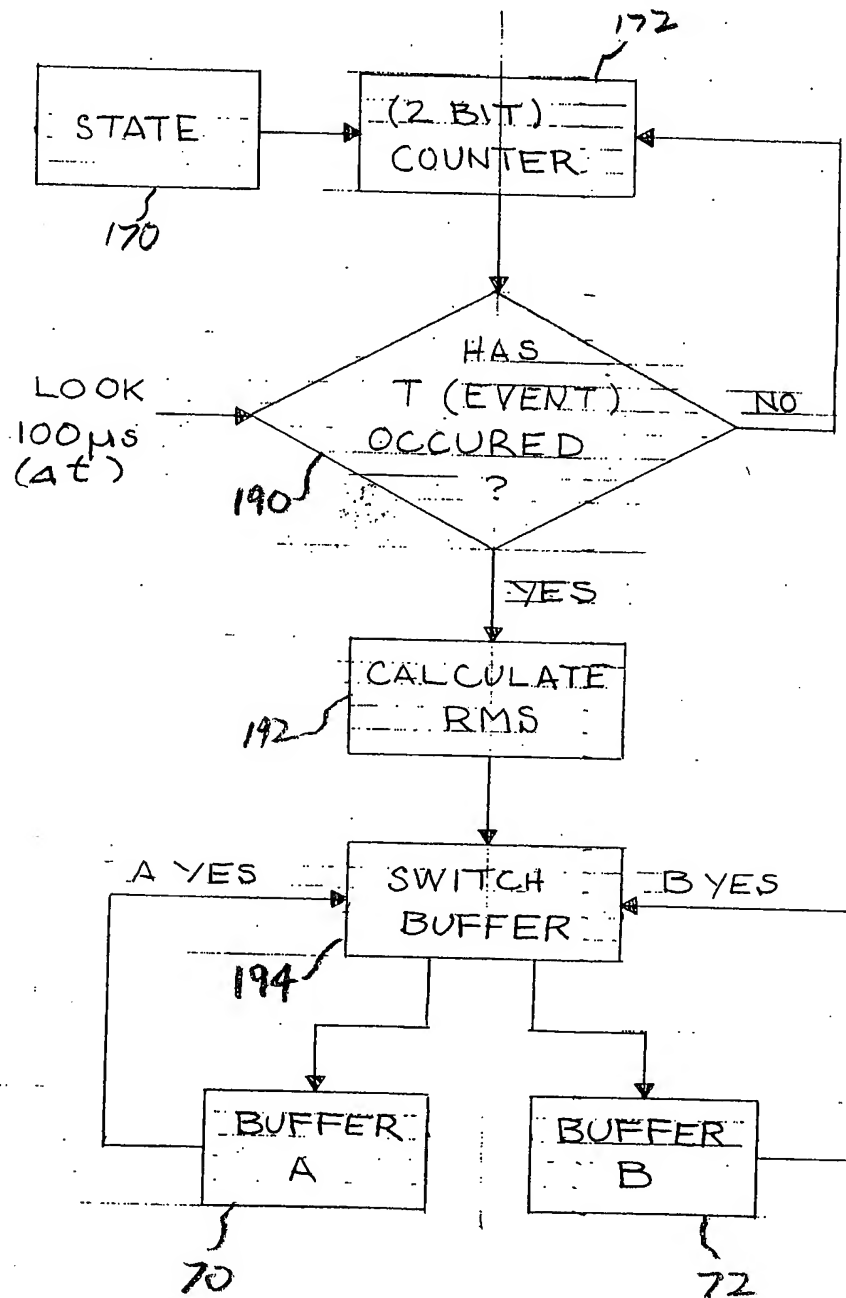 172
STATE
(2 BIT)
COUNTER
170
HAS
T (EVENT)
OCCURED
?
LOOK
100µs
(Δt)
NO
190
YES
CALCULATE
RMS
192
A YES
SWITCH
BUFFER
B YES
194
BUFFER
A
BUFFER
B
70
72